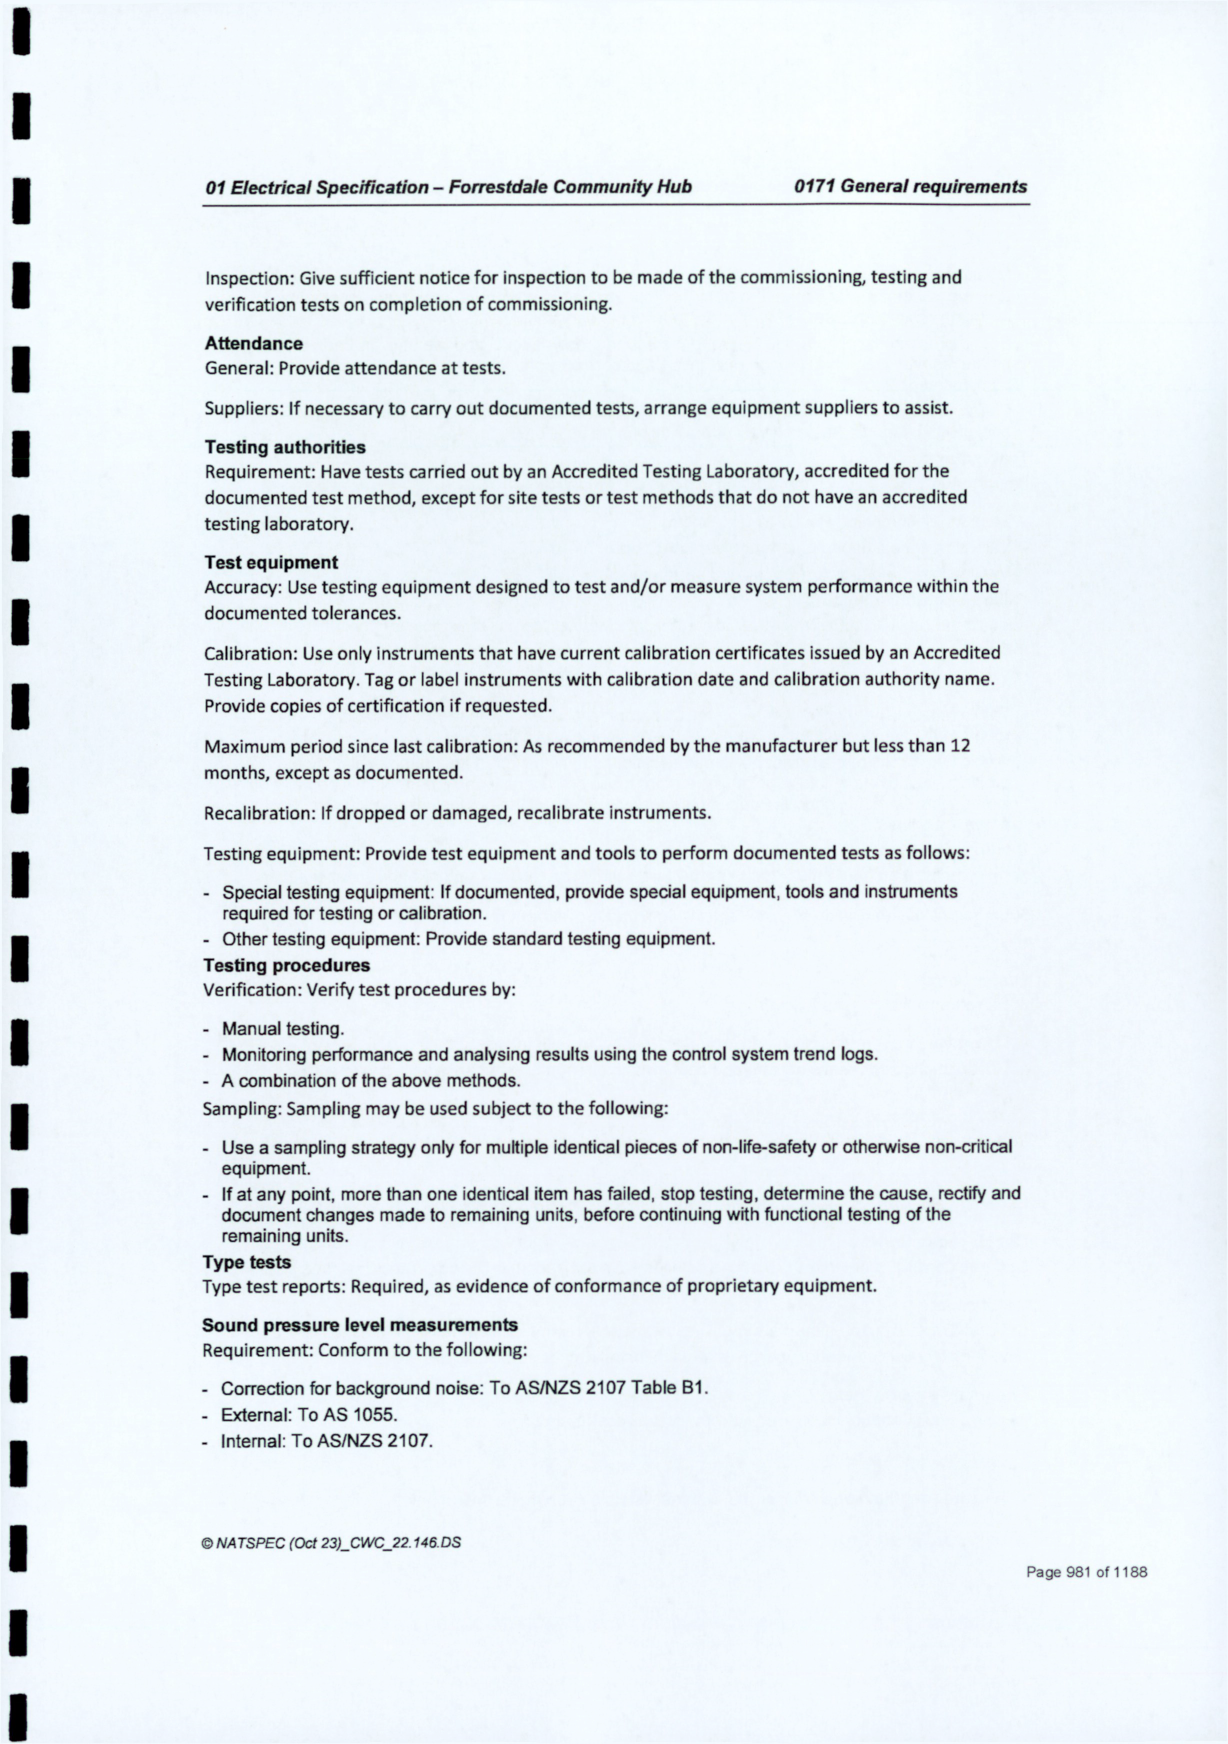 01 Electrical Specification – Forrestdale Community Hub 0171 General requirements
Inspection: Give sufficient notice for inspection to be made of the commissioning, testing and
verification tests on completion of commissioning.
Attendance
General: Provide attendance at tests.
Suppliers: If necessary to carry out documented tests, arrange equipment suppliers to assist.
Testing authorities
Requirement: Have tests carried out by an Accredited Testing Laboratory, accredited for the
documented test method, except for site tests or test methods that do not have an accredited
testing laboratory.
Test equipment
Accuracy: Use testing equipment designed to test and/or measure system performance within the
documented tolerances.
Calibration: Use only instruments that have current calibration certificates issued by an Accredited
Testing Laboratory. Tag or label instruments with calibration date and calibration authority name.
Provide copies of certification if requested.
Maximum period since last calibration: As recommended by the manufacturer but less than 12
months, except as documented.
Recalibration: If dropped or damaged, recalibrate instruments.
Testing equipment: Provide test equipment and tools to perform documented tests as follows:
- Special testing equipment: If documented, provide special equipment, tools and instruments
required for testing or calibration.
- Other testing equipment: Provide standard testing equipment.
Testing procedures
Verification: Verify test procedures by:
- Manual testing.
- Monitoring performance and analysing results using the control system trend logs.
- A combination of the above methods.
Sampling: Sampling may be used subject to the following:
- Use a sampling strategy only for multiple identical pieces of non-life-safety or otherwise non-critical
equipment.
- If at any point, more than one identical item has failed, stop testing, determine the cause, rectify and
document changes made to remaining units, before continuing with functional testing of the
remaining units.
Type tests
Type test reports: Required, as evidence of conformance of proprietary equipment.
Sound pressure level measurements
Requirement: Conform to the following:
- Correction for background noise: To AS/NZS 2107 Table B1.
- External: To AS 1055.
- Internal: To AS/NZS 2107.
© NATSPEC (Oct 23)_CWC_22.146.DS
Page 981 of 1188